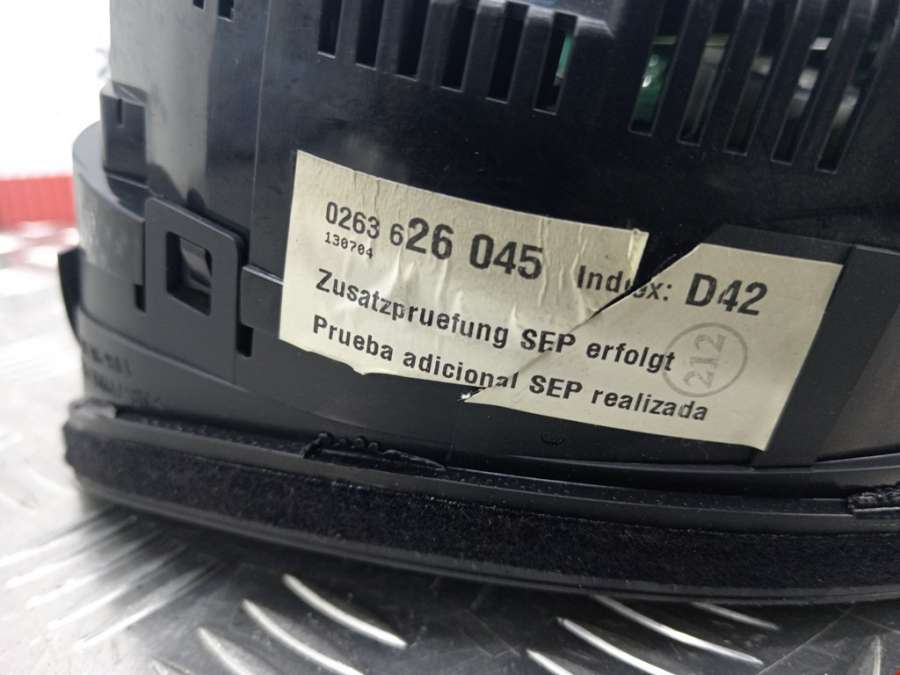 0263 626 045 Index: D42
130704
Zusatzpruefung SEP erfolgt
Prueba adicional SEP realizada
212